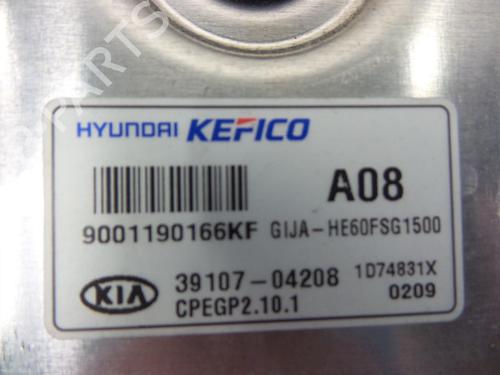 HYUNDAI KEFICO
A08
9001190166KF GIJA-HE60FSG1500
KIA 39107-04208 1D74831X
CPEGP2.10.1 0209